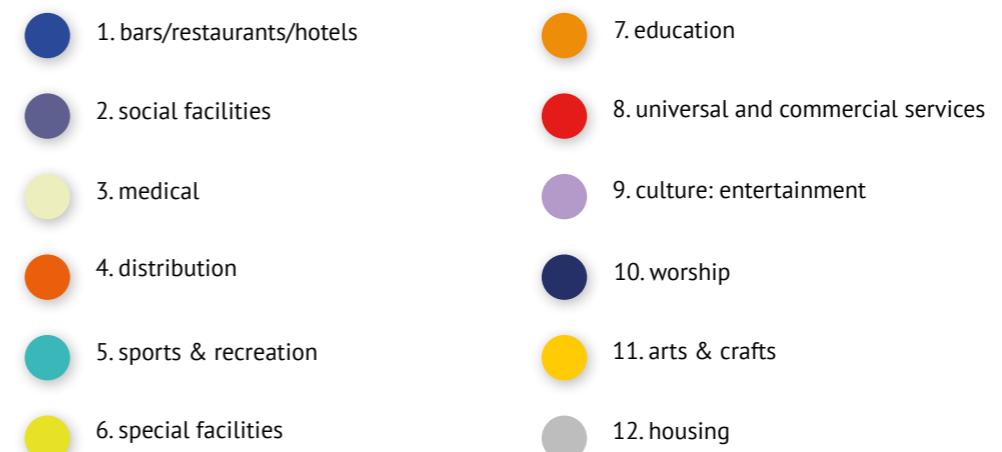 1. bars/restaurants/hotels
2. social facilities
3. medical
4. distribution
5. sports & recreation
6. special facilities
7. education
8. universal and commercial services
9. culture: entertainment
10. worship
11. arts & crafts
12. housing